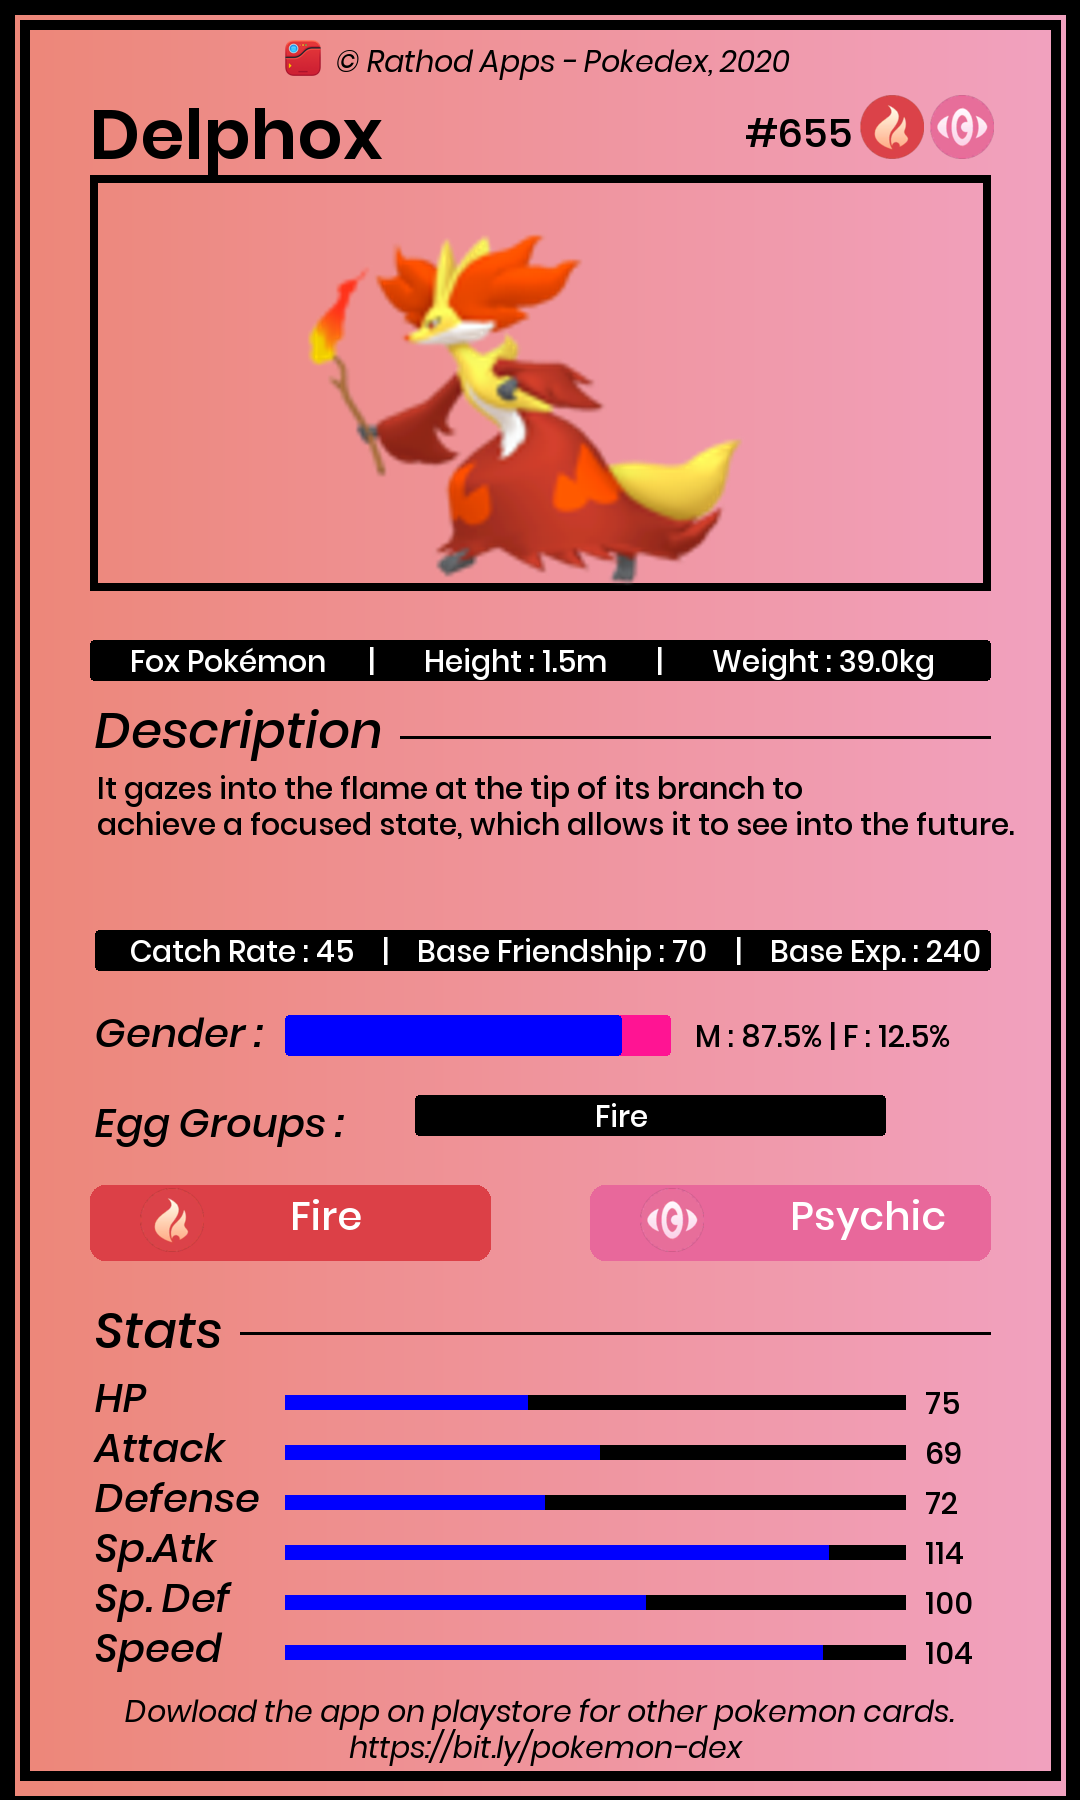 © Rathod Apps - Pokedex, 2020
Delphox #655
Fox Pokémon | Height : 1.5m | Weight : 39.0kg
Description
It gazes into the flame at the tip of its branch to
achieve a focused state, which allows it to see into the future.
Catch Rate : 45 | Base Friendship : 70 | Base Exp. : 240
Gender : M : 87.5% | F : 12.5%
Egg Groups : Fire
Fire Psychic
Stats
HP 75
Attack 69
Defense 72
Sp.Atk 114
Sp. Def 100
Speed 104
Dowload the app on playstore for other pokemon cards.
https://bit.ly/pokemon-dex